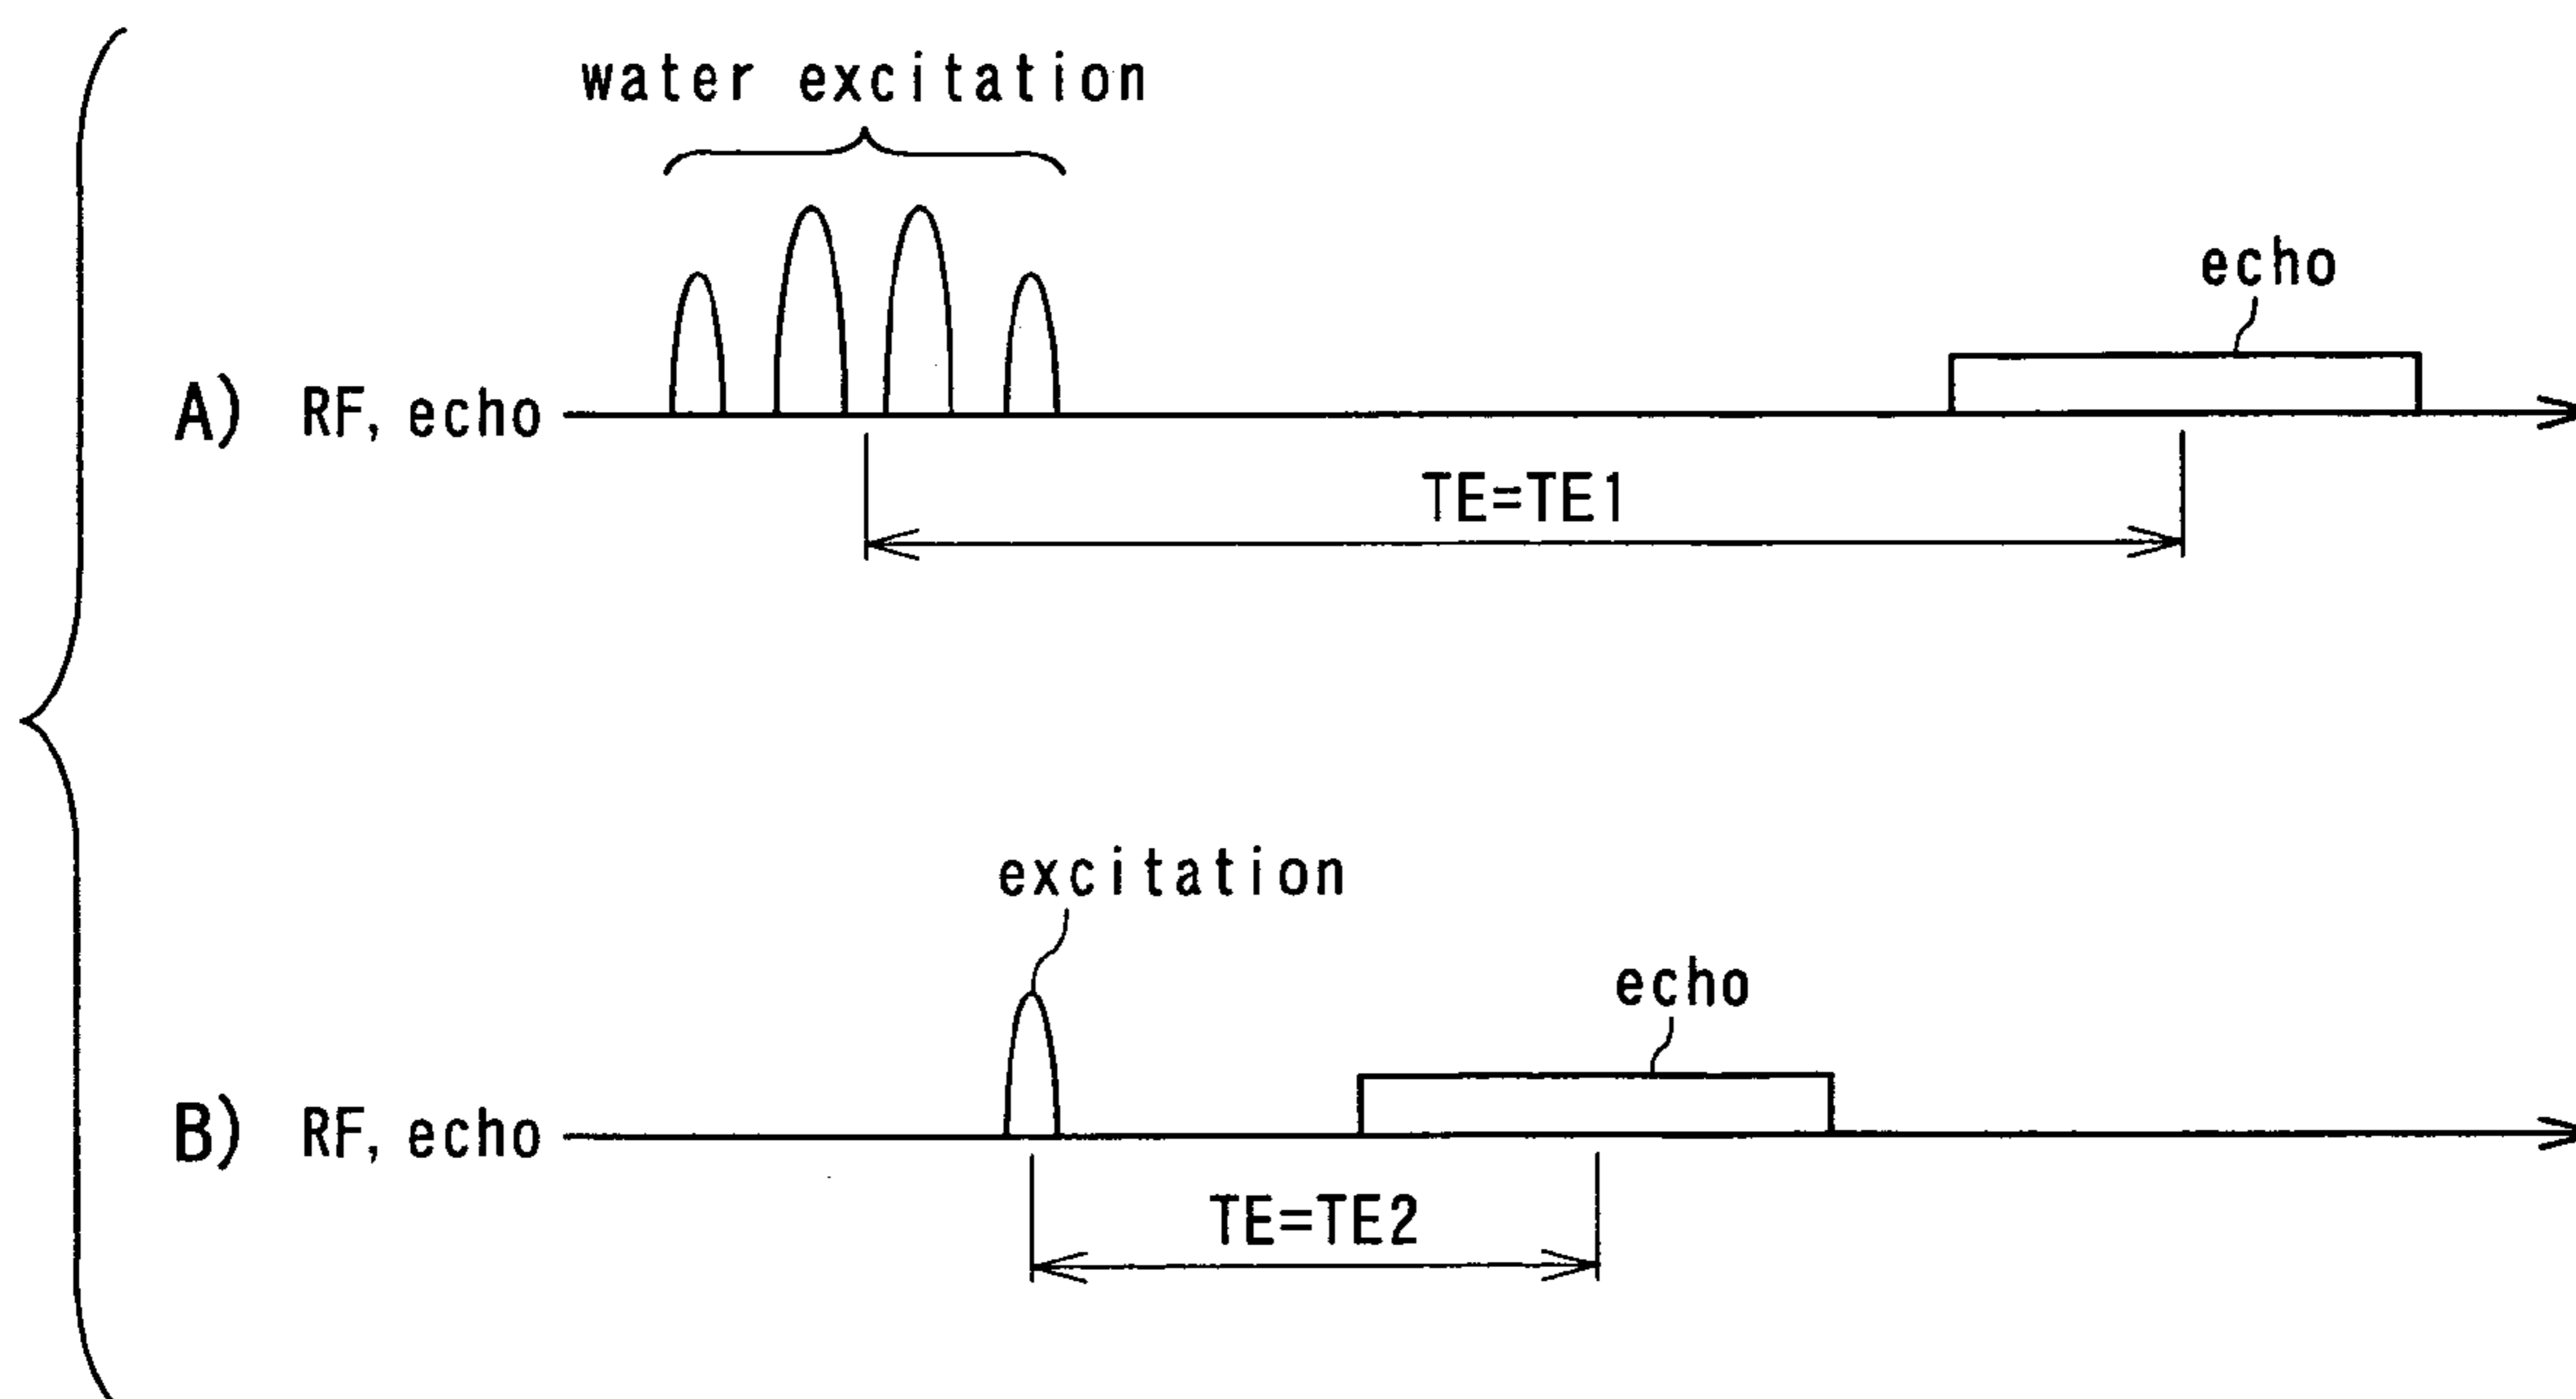 water excitation
echo
A) RF, echo
TE=TE1
excitation
echo
B) RF, echo
TE=TE2